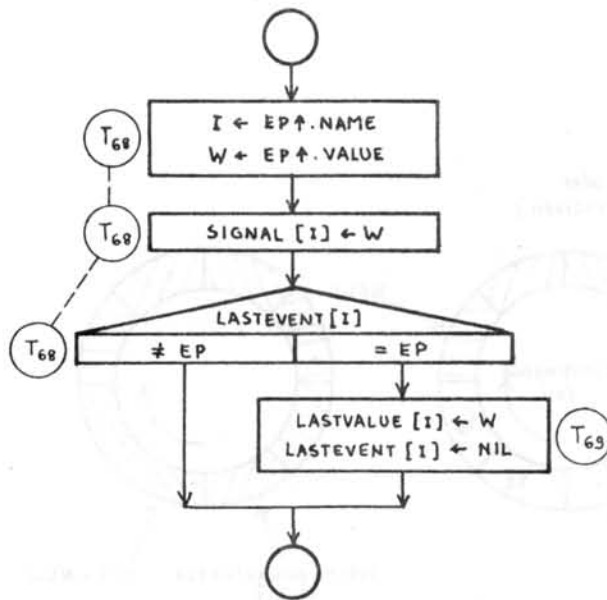 T68
I ← EP↑.NAME
W ← EP↑.VALUE
T68
SIGNAL [I] ← W
LASTEVENT[I]
T68
≠ EP
= EP
LASTVALUE [I] ← W
LASTEVENT [I] ← NIL
T69